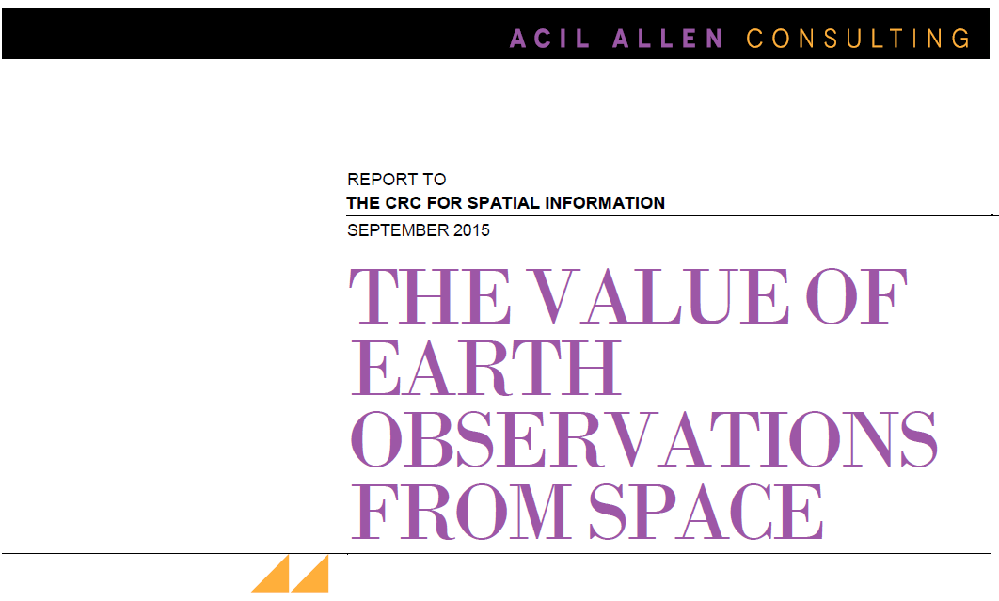 ACIL ALLEN CONSULTING
REPORT TO
THE CRC FOR SPATIAL INFORMATION
SEPTEMBER 2015
THE VALUE OF
EARTH
OBSERVATIONS
FROM SPACE